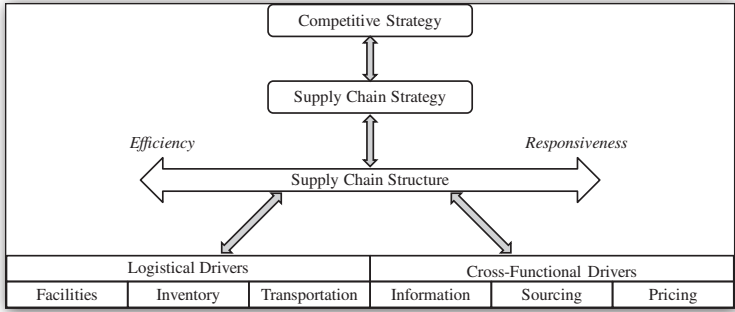 Competitive Strategy
Supply Chain Strategy
Efficiency
Responsiveness
Supply Chain Structure
Logistical Drivers
Cross-Functional Drivers
Facilities
Inventory
Transportation
Information
Sourcing
Pricing